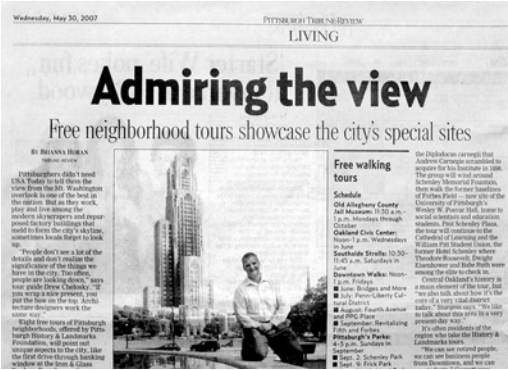 Wednesday, May 30, 2007
PITTSBURGH TRIBUNE-REVIEW
LIVING
Admiring the view
Free neighborhood tours showcase the city's special sites
BY BRIANNA HORAN
TRIBUNE-REVIEW
Pittsburghers didn't need
USA Today to tell them the
view from the Mt. Washington
overlook is one of the best in
the nation. But as they work,
play and live among the
modern skyscrapers and repur-
posed factory buildings that
meld to form the city's skyline,
sometimes locals forget to look
up.
"People don't see a lot of the
details and don't realize the
significance of the things we
have in the city. Too often,
people are looking down," says
tour guide Drew Chelosky. "If
you wrap a nice present, you
put the bow on the top. Archi-
tecture designers work the
same way."
Eight free tours of Pittsburgh
neighborhoods, offered by Pitts-
burgh History & Landmarks
Foundation, will point out
unique aspects to the city, like
the first drive through banking
window at the Iron & Glass
Free walking
tours
Schedule
Old Allegheny County
Jail Museum: 11:30 a.m.-
1 p.m. Mondays through
October
Oakland Civic Center:
Noon-1 p.m. Wednesdays
in June
Southside Strolls: 10:30-
11:45 a.m. Saturdays in
June
Downtown Walks: Noon-
1 p.m. Fridays
■ June: Bridges and More
■ July: Penn-Liberty Cul-
tural District
■ August: Fourth Avenue
and PPG Place
■ September: Revitalizing
Fifth and Forbes
Pittsburgh's Parks:
4-5 p.m. Sundays in
September
■ Sept. 2: Schenley Park
■ Sept. 9: Frick Park
the Diplodocus carnegii that
Andrew Carnegie scrambled to
acquire for his Institute in 1898.
The group will wind around
Schenley Memorial Fountain,
then walk the former baselines
of Forbes Field — now site of the
University of Pittsburgh's
Wesley W. Posvar Hall, home to
social scientists and education
students. Past Schenley Plaza,
the tour will continue to the
Cathedral of Learning and the
William Pitt Student Union, the
former Hotel Schenley where
Theodore Roosevelt, Dwight
Eisenhower and Babe Ruth were
among the elite to check in.
Central Oakland's history is
a main element of the tour, but
"we also talk about how it's the
core of a very vital district
today," Sturgess says. "We like
to talk about this area in a very
present day way."
It's often residents of the
region who take the History &
Landmarks tours.
"We can see retired people,
we can see business people
from Downtown, and we can